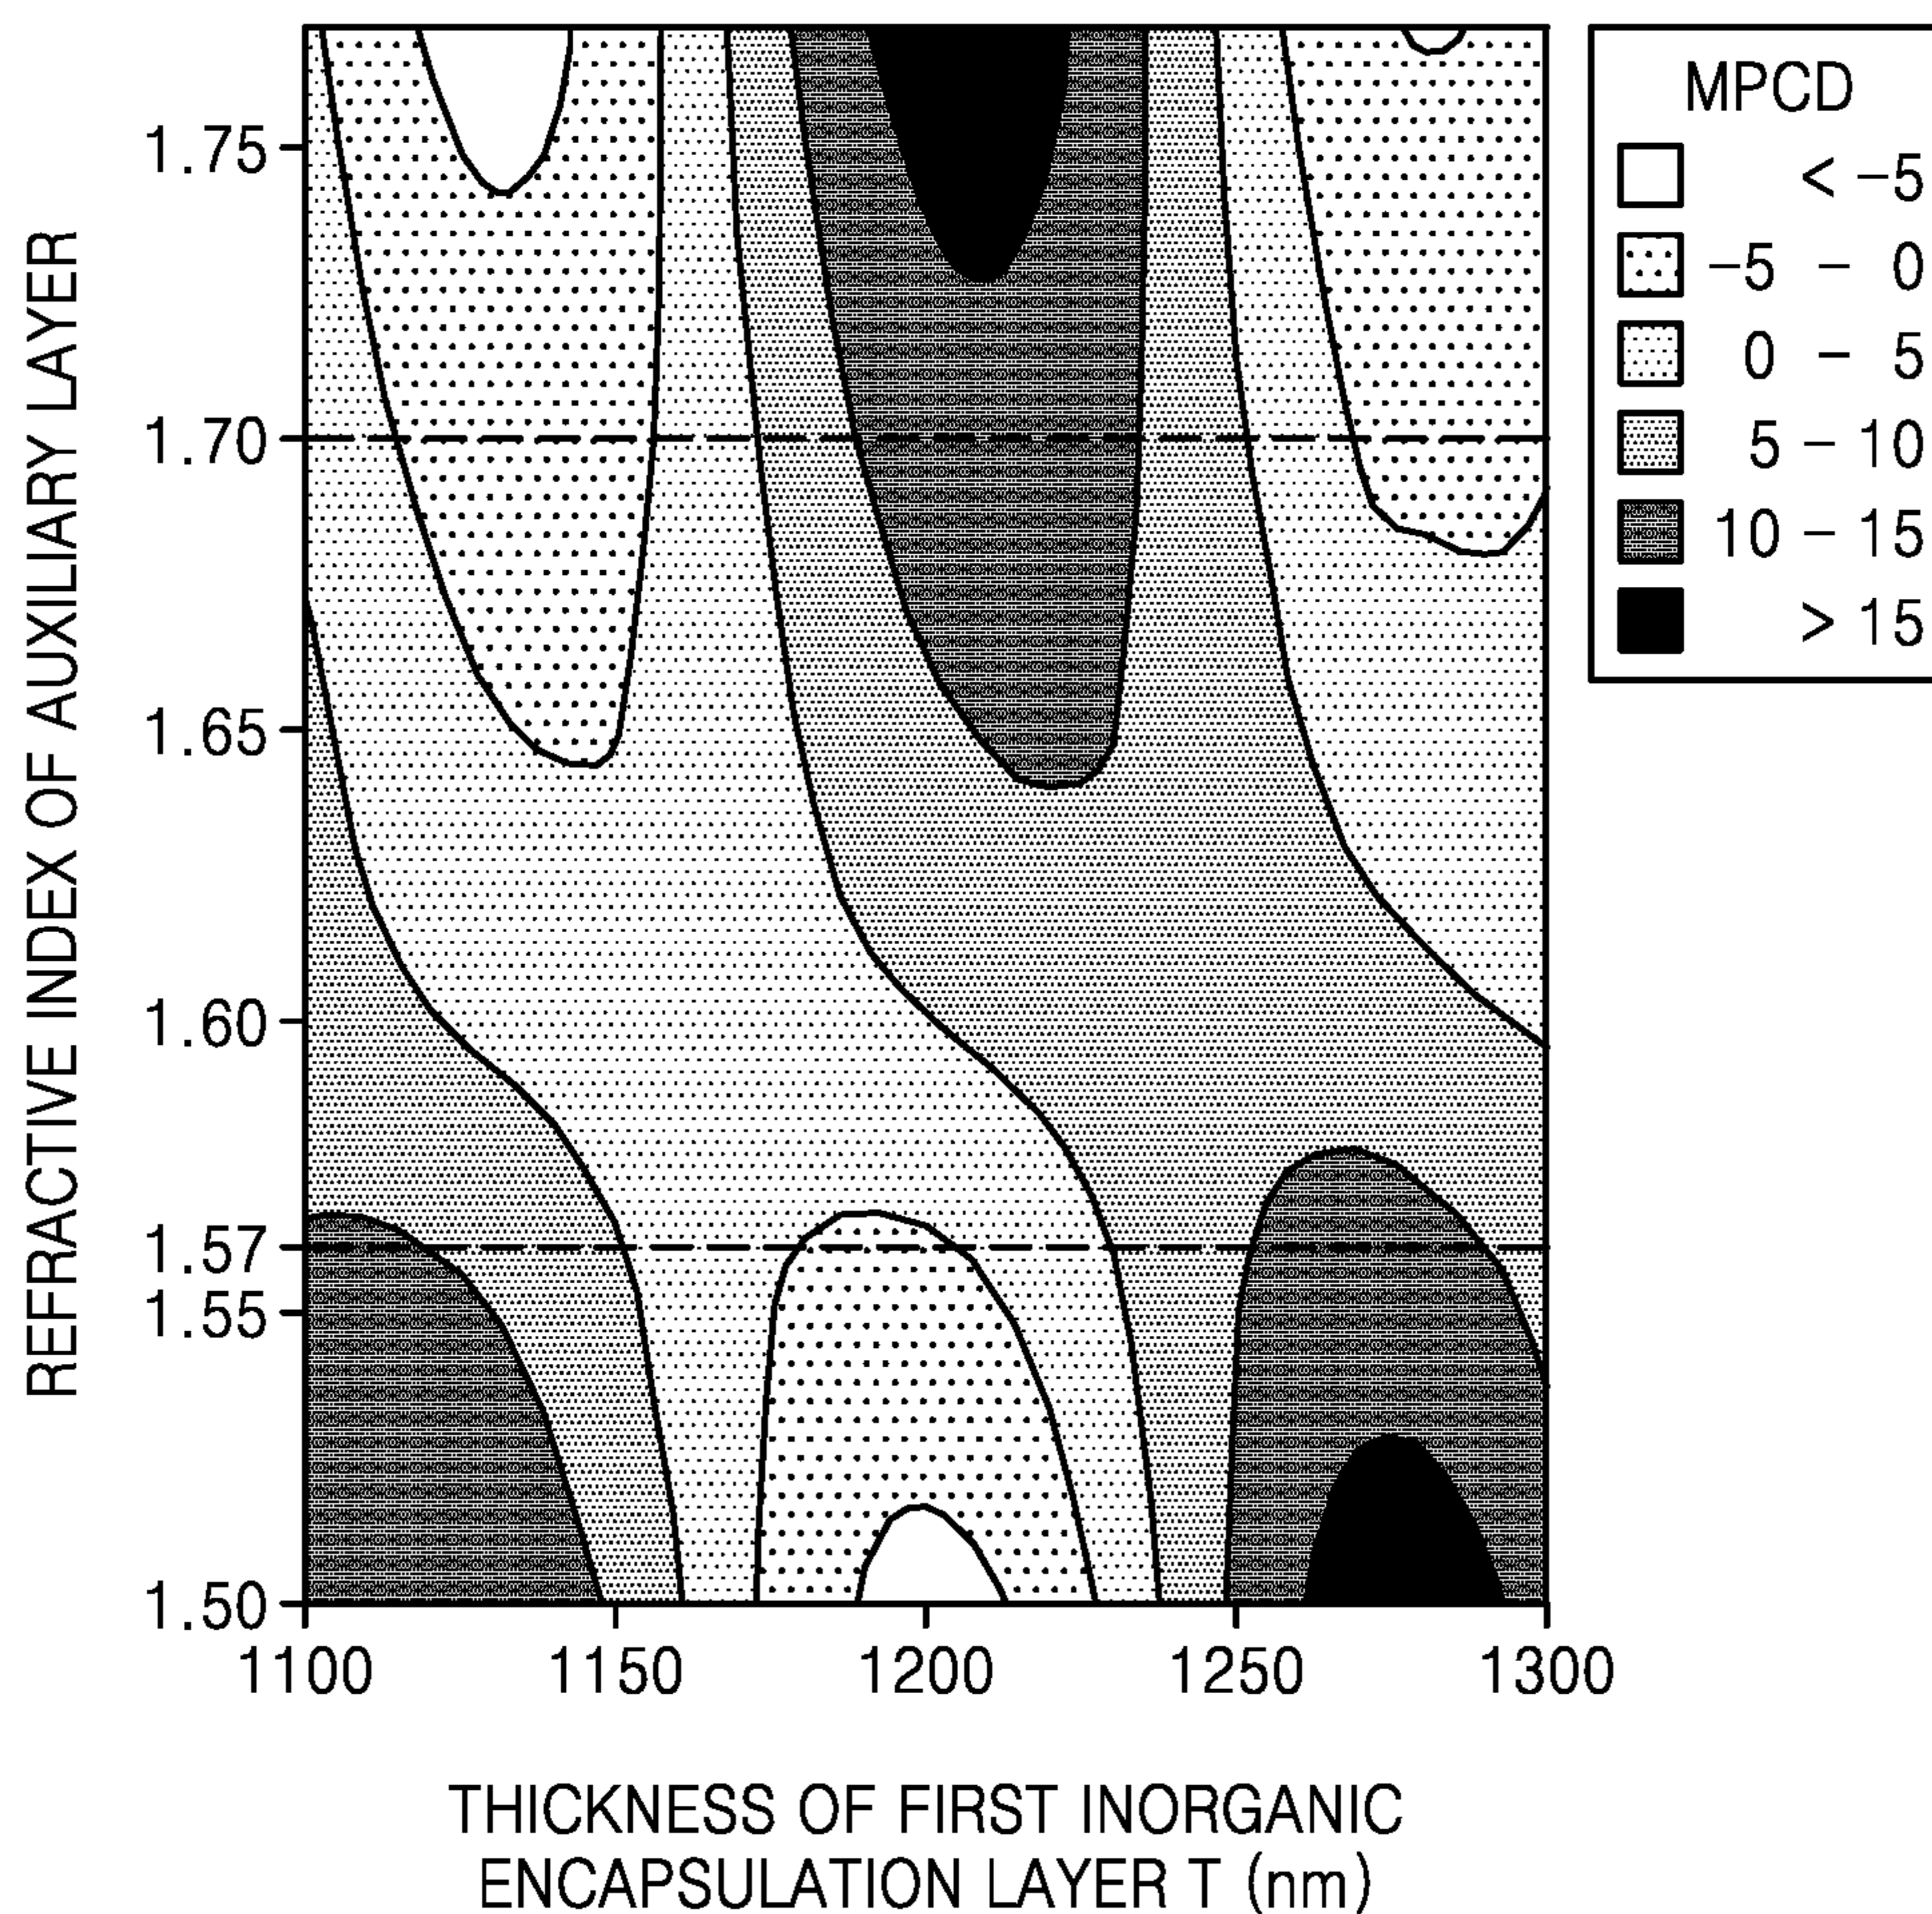 REFRACTIVE INDEX OF AUXILIARY LAYER
1.75
1.70
1.65
1.60
1.57
1.55
1.50
1100 1150 1200 1250 1300
THICKNESS OF FIRST INORGANIC
ENCAPSULATION LAYER T (nm)
MPCD
< -5
-5 - 0
0 - 5
5 - 10
10 - 15
> 15